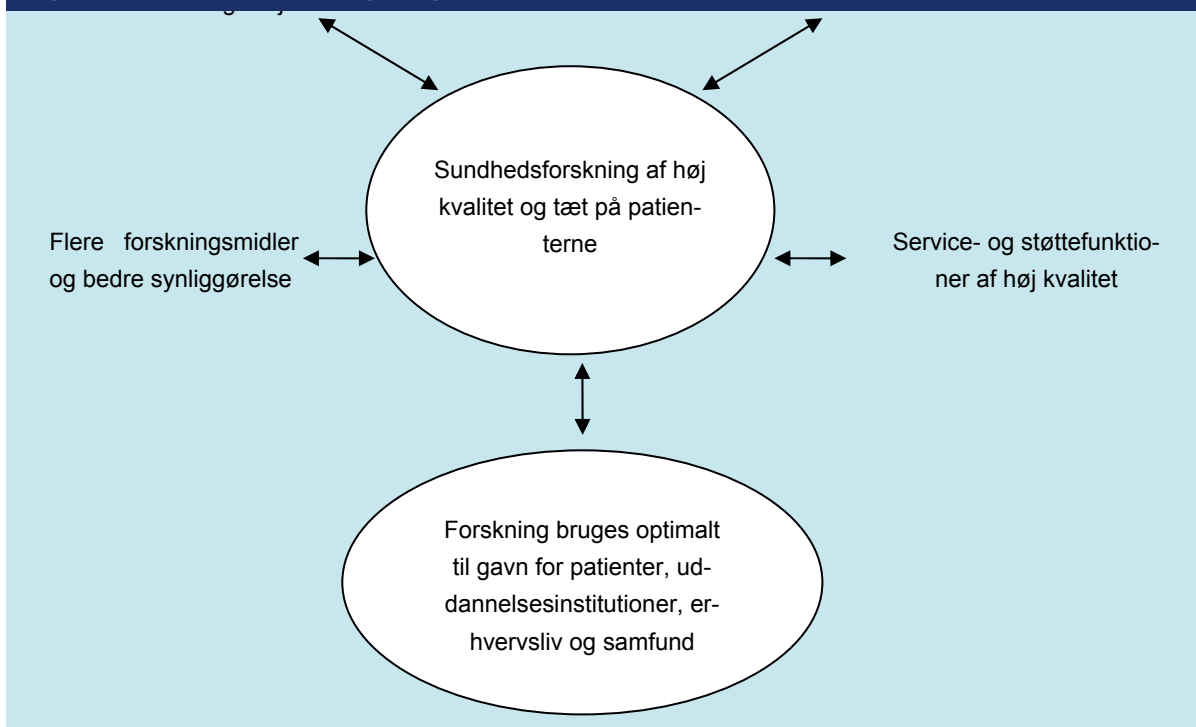 Sundhedsforskning af høj
kvalitet og tæt på patien-
terne
Flere forskningsmidler
og bedre synliggørelse
Service- og støttefunktio-
ner af høj kvalitet
Forskning bruges optimalt
til gavn for patienter, ud-
dannelsesinstitutioner, er-
hvervsliv og samfund